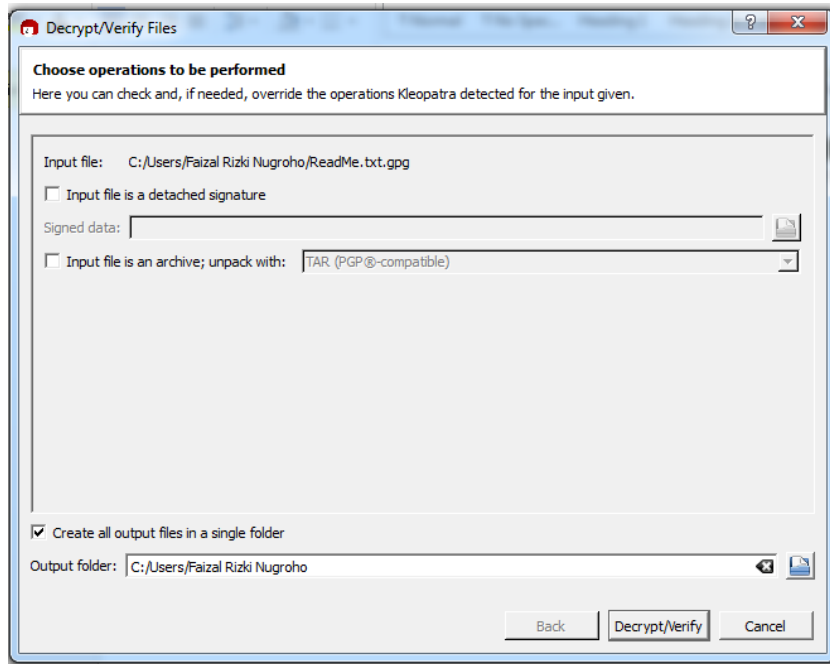 Decrypt/Verify Files
Choose operations to be performed
Here you can check and, if needed, override the operations Kleopatra detected for the input given.
Input file: C:/Users/Faizal Rizki Nugroho/ReadMe.txt.gpg
Input file is a detached signature
Signed data:
Input file is an archive; unpack with: TAR (PGP®-compatible)
Create all output files in a single folder
Output folder: C:/Users/Faizal Rizki Nugroho
Back Decrypt/Verify Cancel